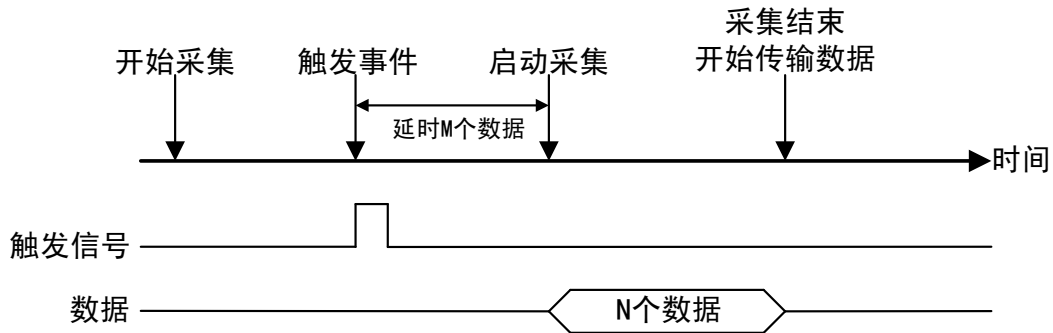 采集结束
开始采集
触发事件
启动采集
开始传输数据
延时M个数据
时间
触发信号
数据
N个数据